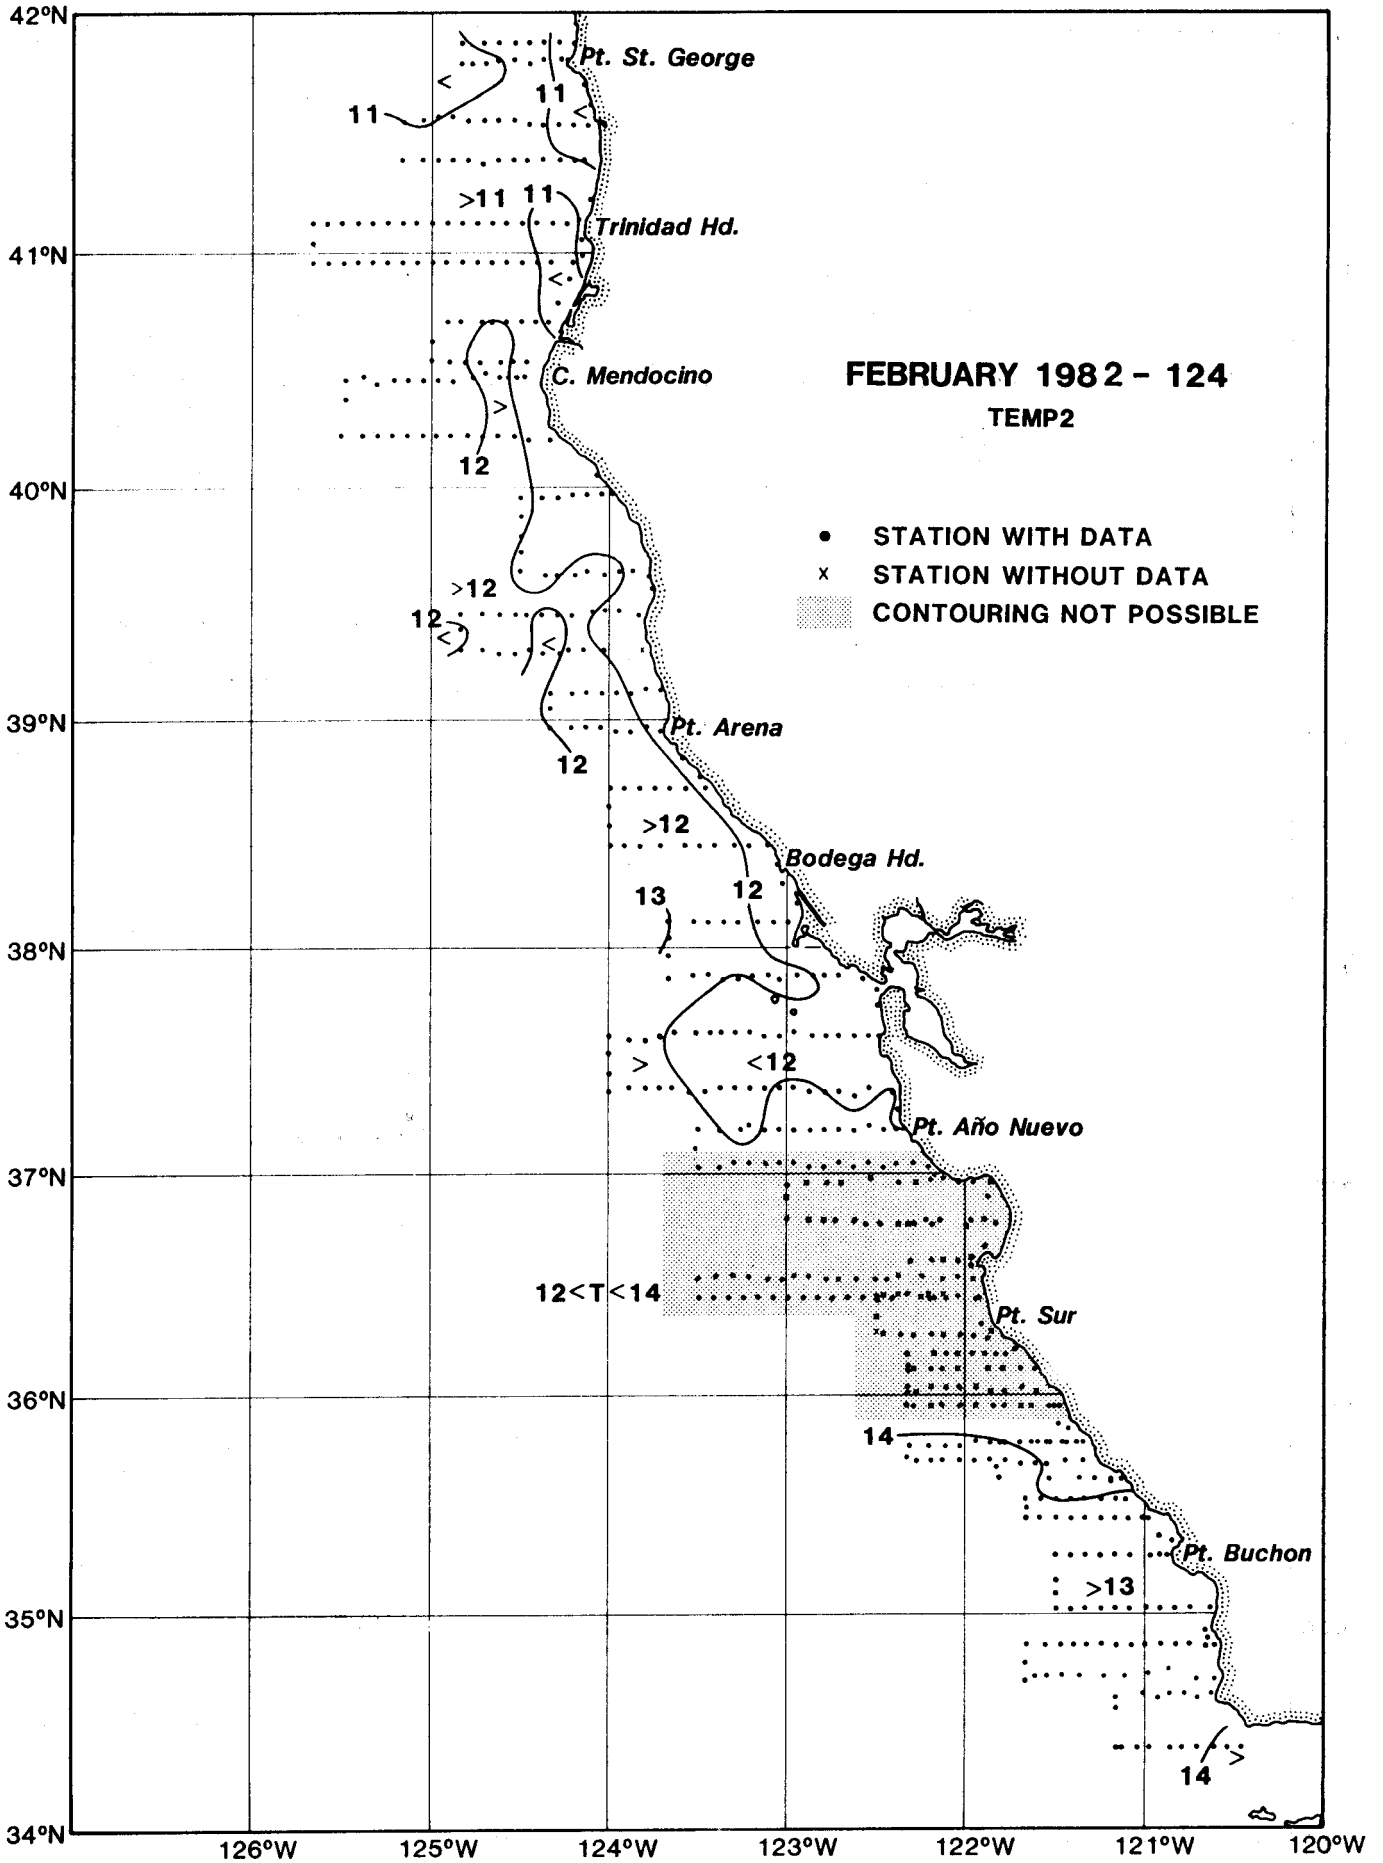 42°N
Pt. St. George
<
11
11
<
>11
11
Trinidad Hd.
41°N
<
C. Mendocino
FEBRUARY 1982 - 124
TEMP2
>
12
40°N
• STATION WITH DATA
x STATION WITHOUT DATA
CONTOURING NOT POSSIBLE
>12
12
<
<
39°N
Pt. Arena
12
>12
Bodega Hd.
13
12
38°N
>
<12
Pt. Año Nuevo
37°N
12<T<14
Pt. Sur
36°N
14
Pt. Buchon
>13
35°N
>
14
34°N
126°W
125°W
124°W
123°W
122°W
121°W
120°W